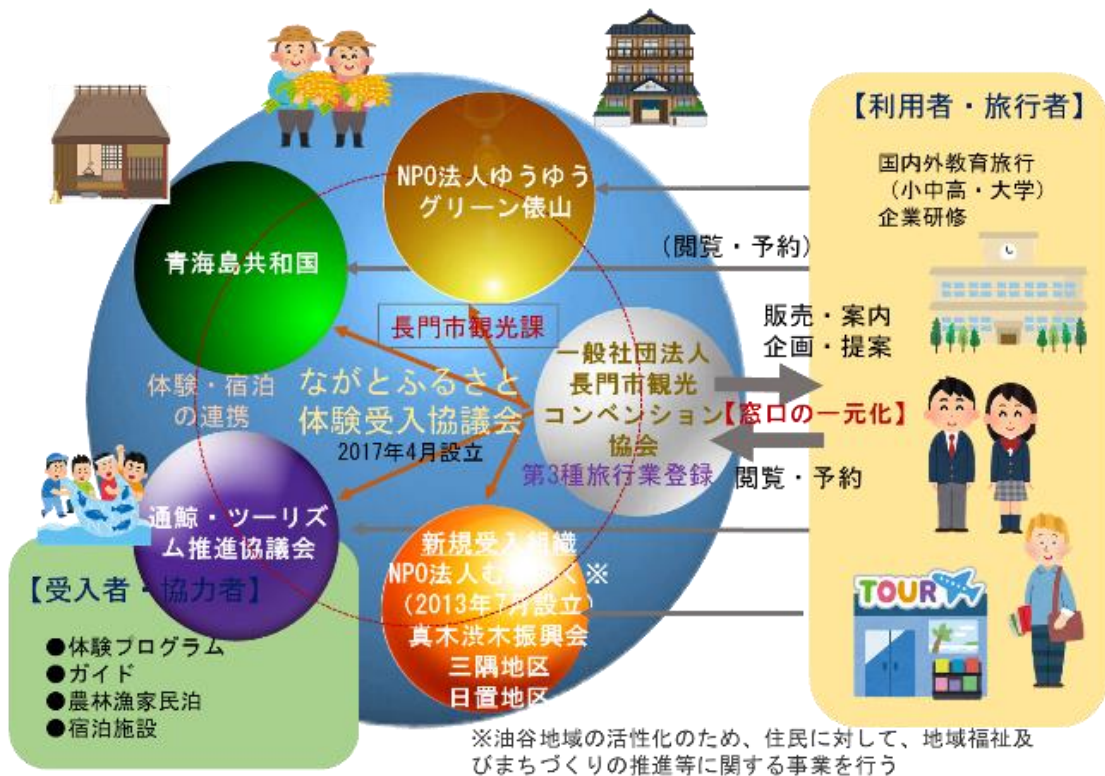 【利用者・旅行者】
国内外教育旅行
（小中高・大学）
企業研修
NPO法人ゆうゆう
グリーン俵山
青海島共和国
（閲覧・予約）
長門市観光課
販売・案内
企画・提案
一般社団法人
長門市観光
コンベンション
協会
第3種旅行業登録
【窓口の一元化】
閲覧・予約
体験・宿泊
の連携
ながとふるさと
体験受入協議会
2017年4月設立
通鯨・ツーリズ
ム推進協議会
新規受入組織
NPO法人む
く※
（2013年7月設立）
真木渋木振興会
三隅地区
日置地区
TOUR
【受入者・協力者】
●体験プログラム
●ガイド
●農林漁家民泊
●宿泊施設
※油谷地域の活性化のため、住民に対して、地域福祉及
びまちづくりの推進等に関する事業を行う